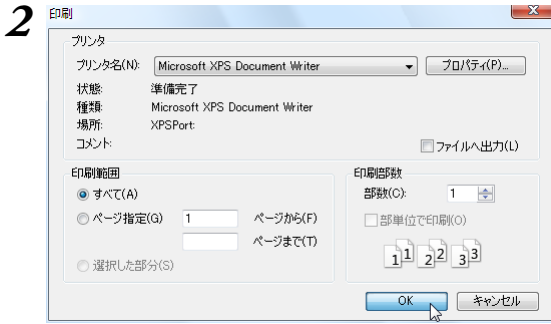 2
印刷
プリンタ
プリンタ名(N): Microsoft XPS Document Writer プロパティ(P)...
状態: 準備完了
種類: Microsoft XPS Document Writer
場所: XPSPort:
コメント: ファイルへ出力(L)
印刷範囲 印刷部数
すべて(A) 部数(C): 1
ページ指定(G) 1 ページから(F) 部単位で印刷(O)
ページまで(T)
選択した部分(S) 1 1 2 2 3 3
OK キャンセル